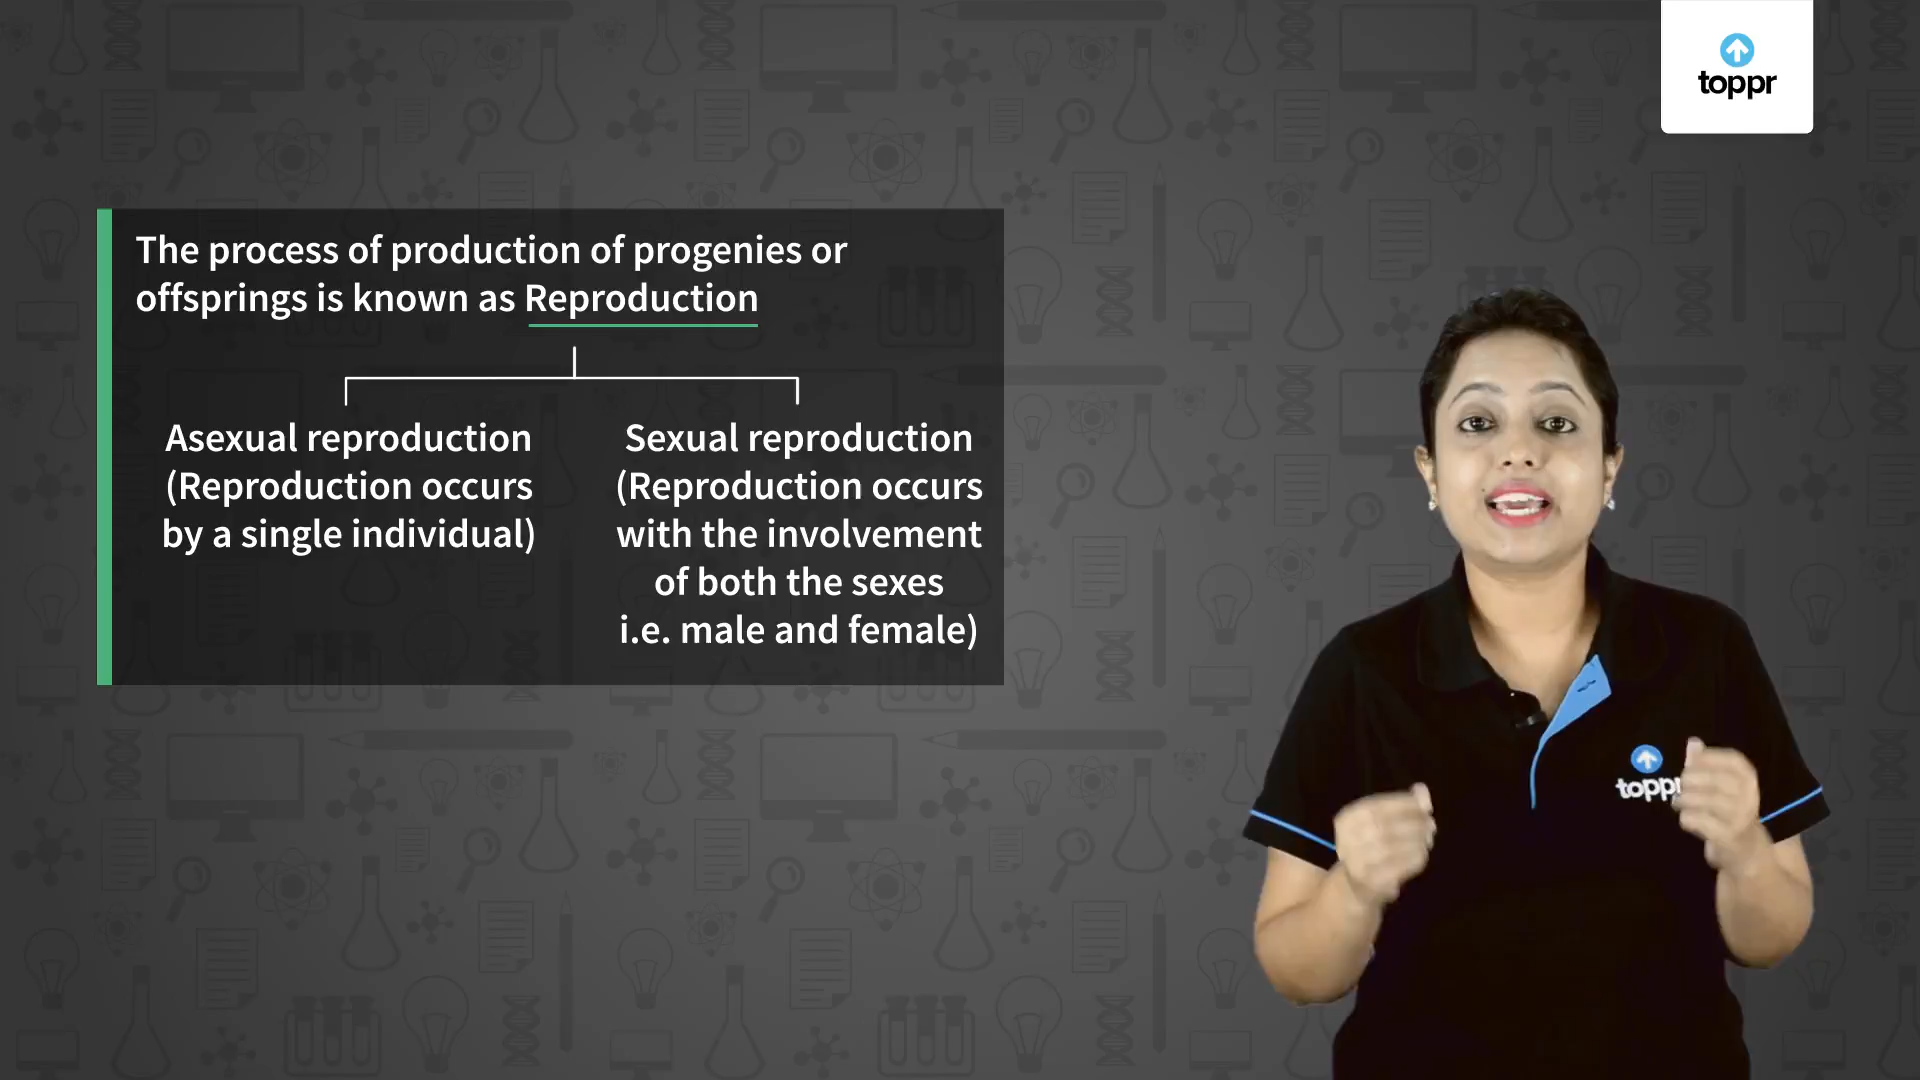 toppr
The process of production of progenies or
offsprings is known as Reproduction
Asexual reproduction
(Reproduction occurs
by a single individual)
Sexual reproduction
(Reproduction occurs
with the involvement
of both the sexes
i.e. male and female)
toppr